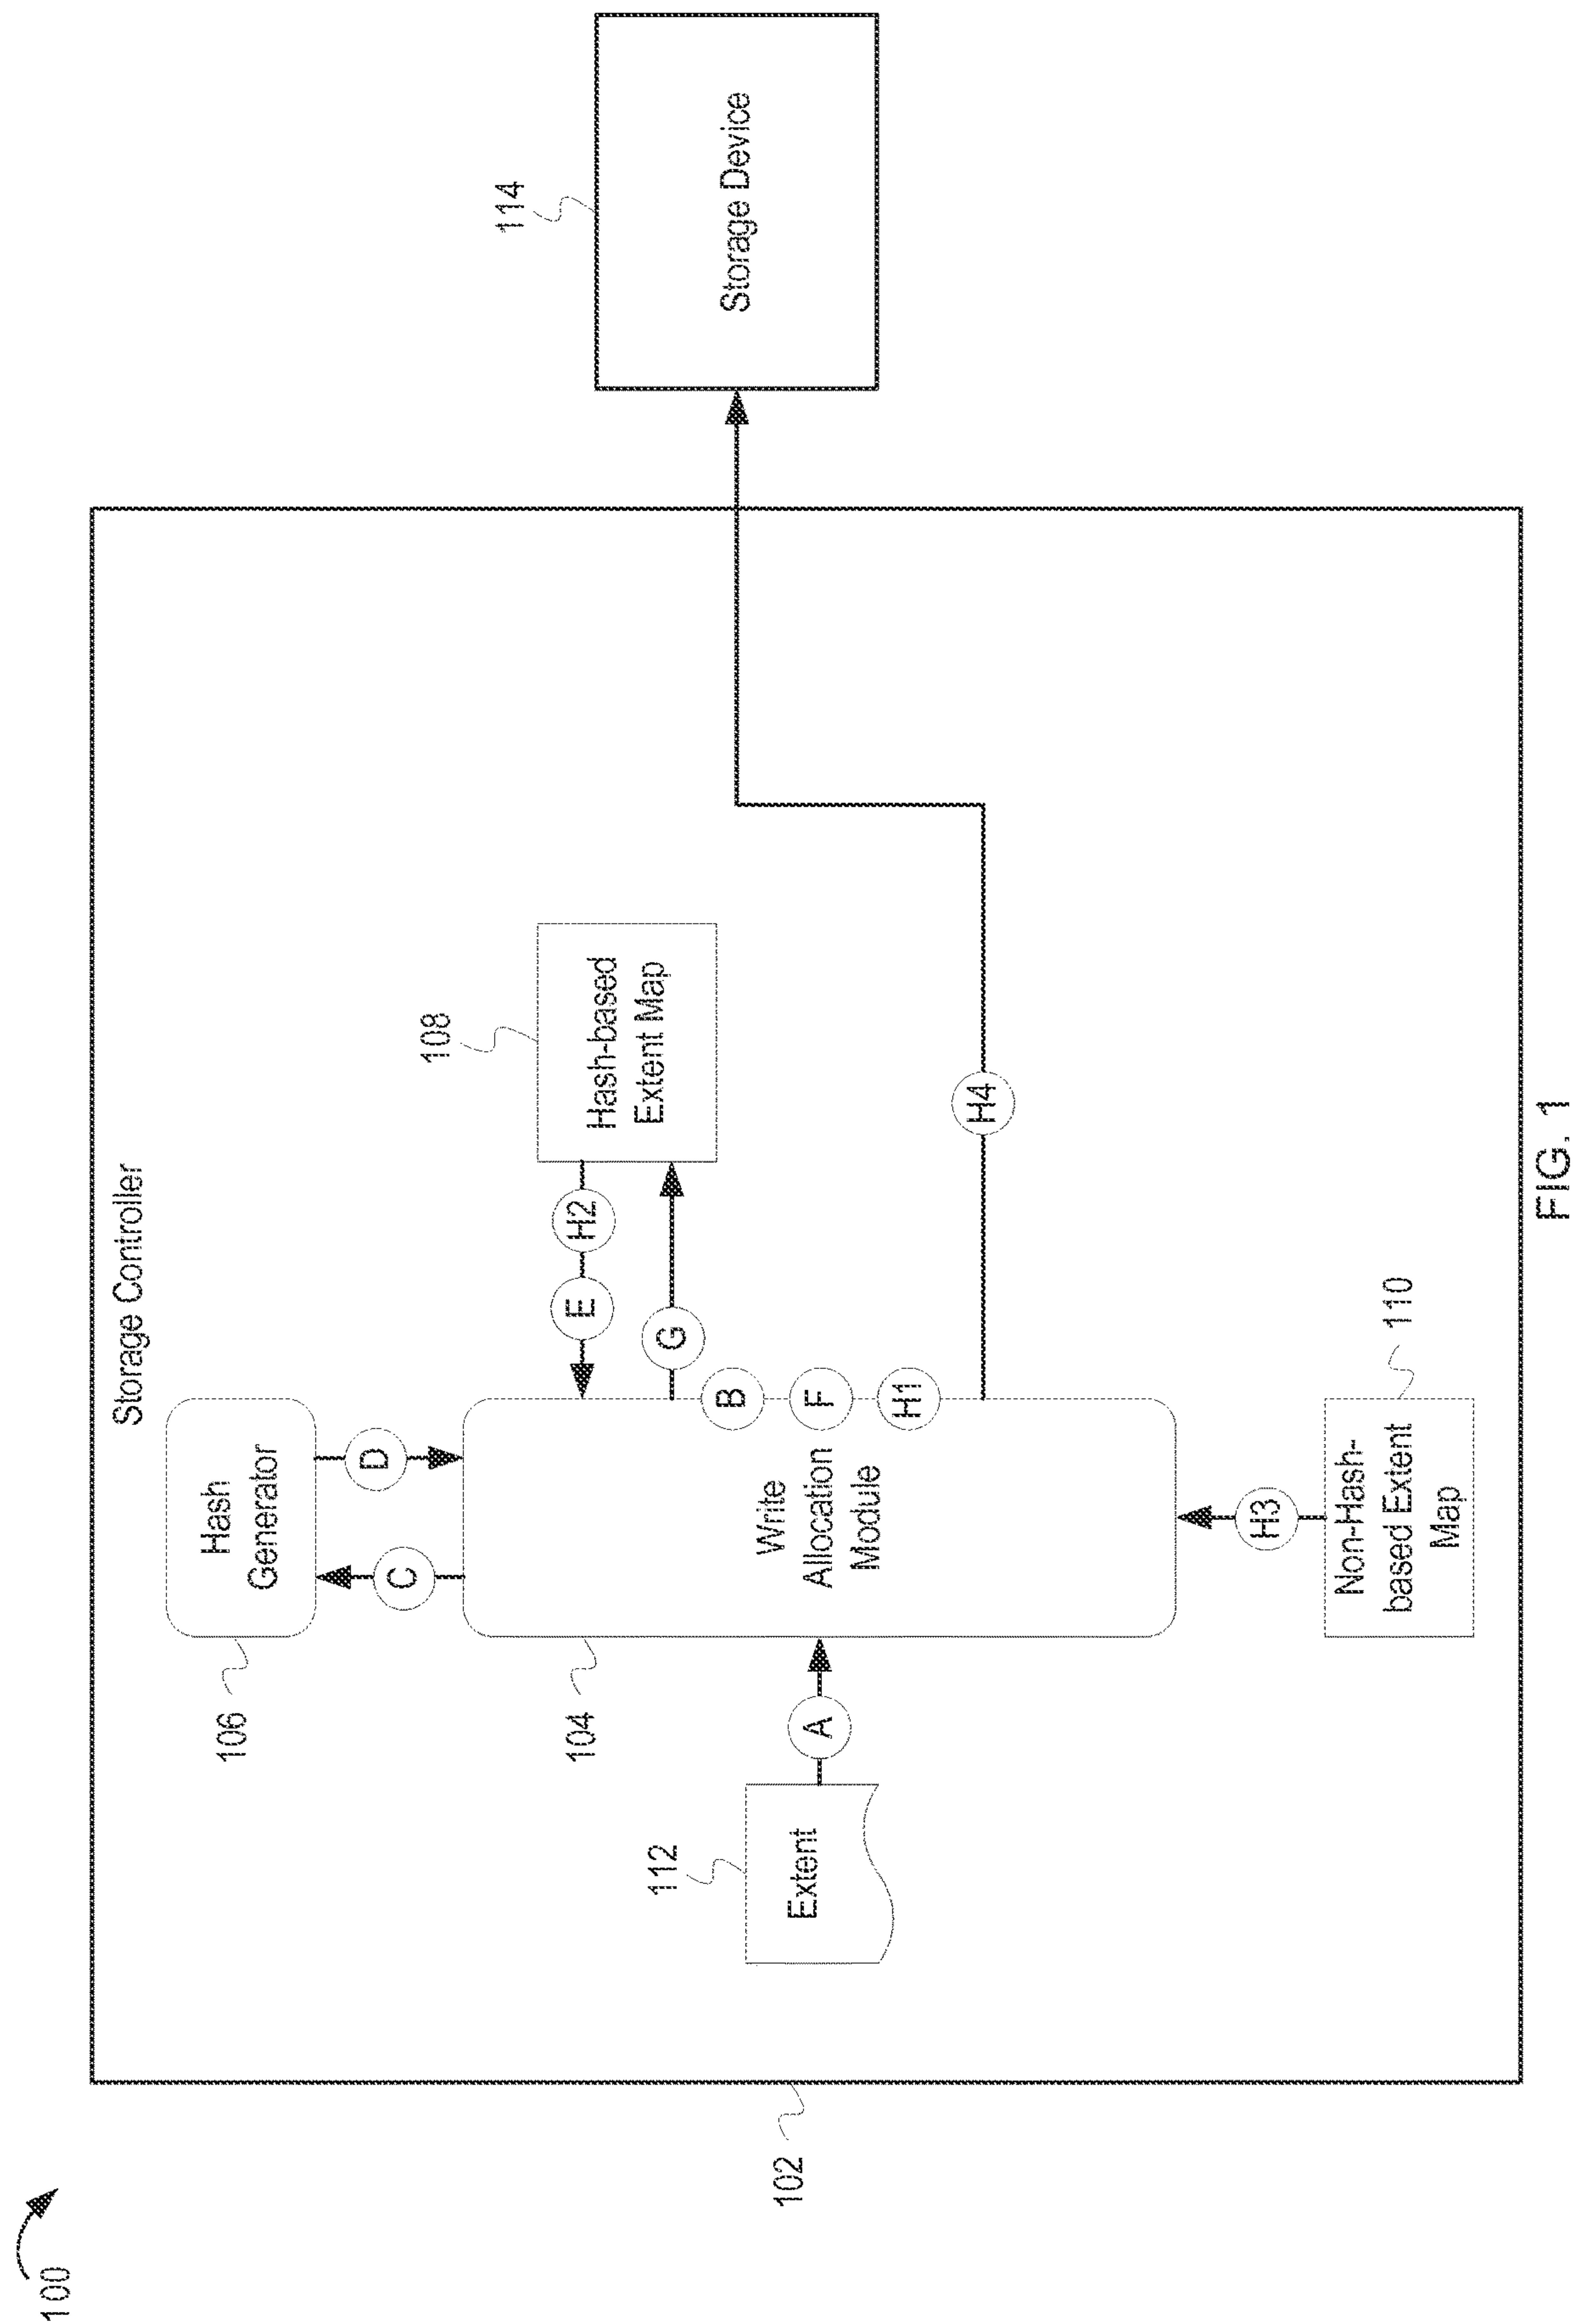 100
102
Storage Controller
106
Hash
Generator
C
D
104
Write
Allocation
Module
112
Extent
A
B
F
H1
E
H2
G
108
Hash-based
Extent Map
H3
110
Non-Hash-
based Extent
Map
H4
114
Storage Device
FIG. 1